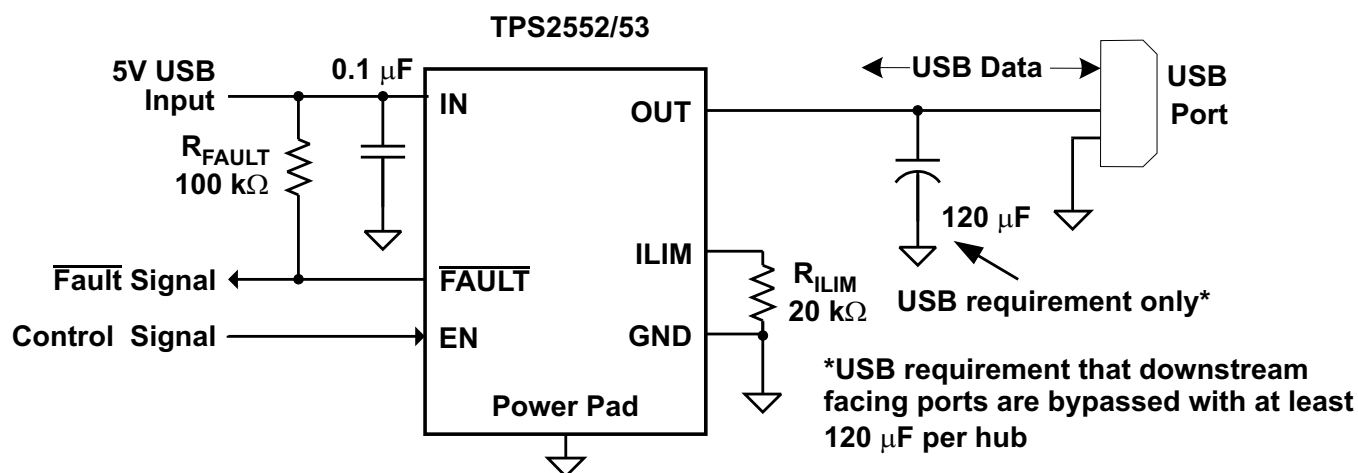 TPS2552/53
5V USB
Input
0.1 μF
IN
OUT
USB Data
USB
Port
R_FAULT
100 kΩ
120 μF
ILIM
R_ILIM
20 kΩ
USB requirement only*
Fault Signal
FAULT
Control Signal
EN
GND
*USB requirement that downstream
facing ports are bypassed with at least
120 μF per hub
Power Pad